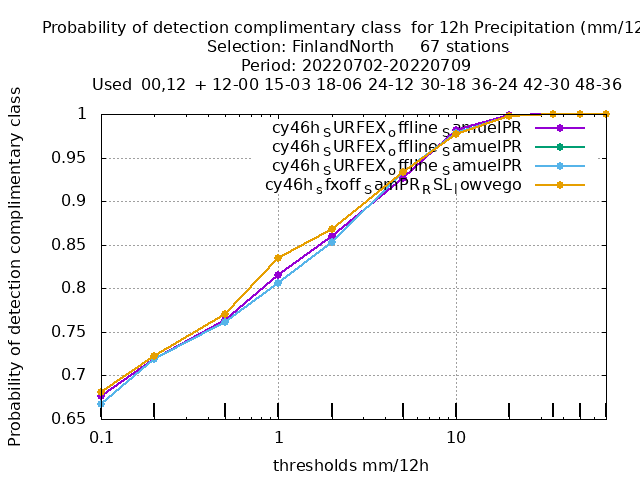 Probability of detection complimentary class  for 12h Precipitation (mm/12
Selection: FinlandNorth     67 stations
Period: 20220702-20220709
Used  00,12  + 12-00 15-03 18-06 24-12 30-18 36-24 42-30 48-36
Probability of detection complimentary class
1
0.95
0.9
0.85
0.8
0.75
0.7
0.65
cy46h_SURFEX_offline_SamuelPR
cy46h_SURFEX_offline_SamuelPR
cy46h_SURFEX_offline_SamuelPR
cy46h_sfxoff_SamPR_RSL_lowvego
0.1
1
10
thresholds mm/12h